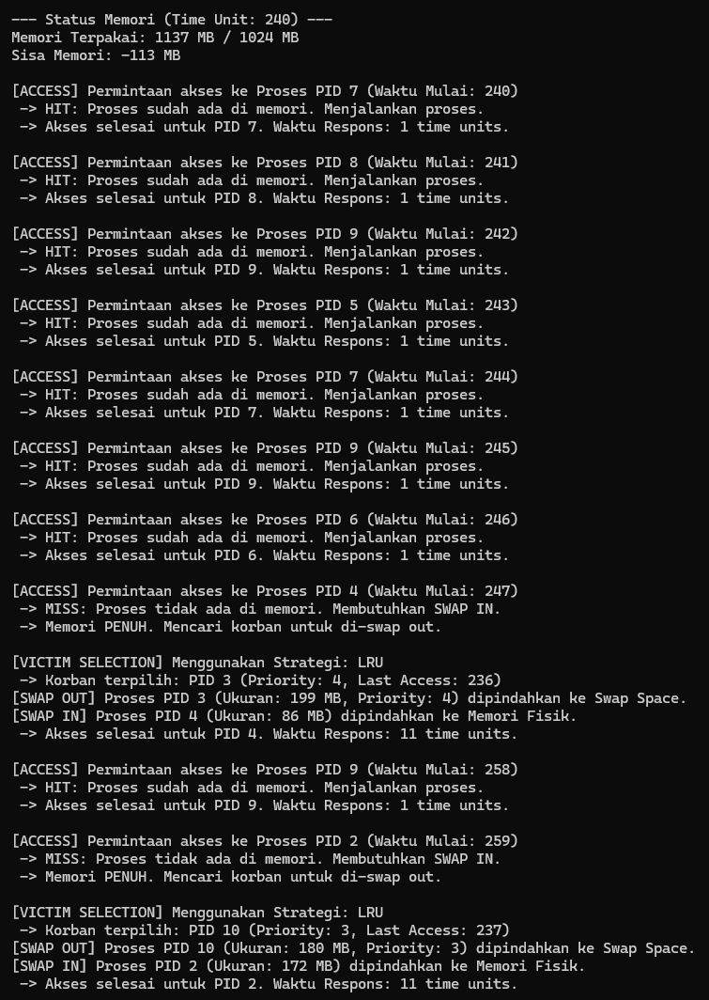 --- Status Memori (Time Unit: 240) ---
Memori Terpakai: 1137 MB / 1024 MB
Sisa Memori: -113 MB

[ACCESS] Permintaan akses ke Proses PID 7 (Waktu Mulai: 240)
 -> HIT: Proses sudah ada di memori. Menjalankan proses.
 -> Akses selesai untuk PID 7. Waktu Respons: 1 time units.

[ACCESS] Permintaan akses ke Proses PID 8 (Waktu Mulai: 241)
 -> HIT: Proses sudah ada di memori. Menjalankan proses.
 -> Akses selesai untuk PID 8. Waktu Respons: 1 time units.

[ACCESS] Permintaan akses ke Proses PID 9 (Waktu Mulai: 242)
 -> HIT: Proses sudah ada di memori. Menjalankan proses.
 -> Akses selesai untuk PID 9. Waktu Respons: 1 time units.

[ACCESS] Permintaan akses ke Proses PID 5 (Waktu Mulai: 243)
 -> HIT: Proses sudah ada di memori. Menjalankan proses.
 -> Akses selesai untuk PID 5. Waktu Respons: 1 time units.

[ACCESS] Permintaan akses ke Proses PID 7 (Waktu Mulai: 244)
 -> HIT: Proses sudah ada di memori. Menjalankan proses.
 -> Akses selesai untuk PID 7. Waktu Respons: 1 time units.

[ACCESS] Permintaan akses ke Proses PID 9 (Waktu Mulai: 245)
 -> HIT: Proses sudah ada di memori. Menjalankan proses.
 -> Akses selesai untuk PID 9. Waktu Respons: 1 time units.

[ACCESS] Permintaan akses ke Proses PID 6 (Waktu Mulai: 246)
 -> HIT: Proses sudah ada di memori. Menjalankan proses.
 -> Akses selesai untuk PID 6. Waktu Respons: 1 time units.

[ACCESS] Permintaan akses ke Proses PID 4 (Waktu Mulai: 247)
 -> MISS: Proses tidak ada di memori. Membutuhkan SWAP IN.
 -> Memori PENUH. Mencari korban untuk di-swap out.

[VICTIM SELECTION] Menggunakan Strategi: LRU
 -> Korban terpilih: PID 3 (Priority: 4, Last Access: 236)
[SWAP OUT] Proses PID 3 (Ukuran: 199 MB, Priority: 4) dipindahkan ke Swap Space.
[SWAP IN] Proses PID 4 (Ukuran: 86 MB) dipindahkan ke Memori Fisik.
 -> Akses selesai untuk PID 4. Waktu Respons: 11 time units.

[ACCESS] Permintaan akses ke Proses PID 9 (Waktu Mulai: 258)
 -> HIT: Proses sudah ada di memori. Menjalankan proses.
 -> Akses selesai untuk PID 9. Waktu Respons: 1 time units.

[ACCESS] Permintaan akses ke Proses PID 2 (Waktu Mulai: 259)
 -> MISS: Proses tidak ada di memori. Membutuhkan SWAP IN.
 -> Memori PENUH. Mencari korban untuk di-swap out.

[VICTIM SELECTION] Menggunakan Strategi: LRU
 -> Korban terpilih: PID 10 (Priority: 3, Last Access: 237)
[SWAP OUT] Proses PID 10 (Ukuran: 180 MB, Priority: 3) dipindahkan ke Swap Space.
[SWAP IN] Proses PID 2 (Ukuran: 172 MB) dipindahkan ke Memori Fisik.
 -> Akses selesai untuk PID 2. Waktu Respons: 11 time units.